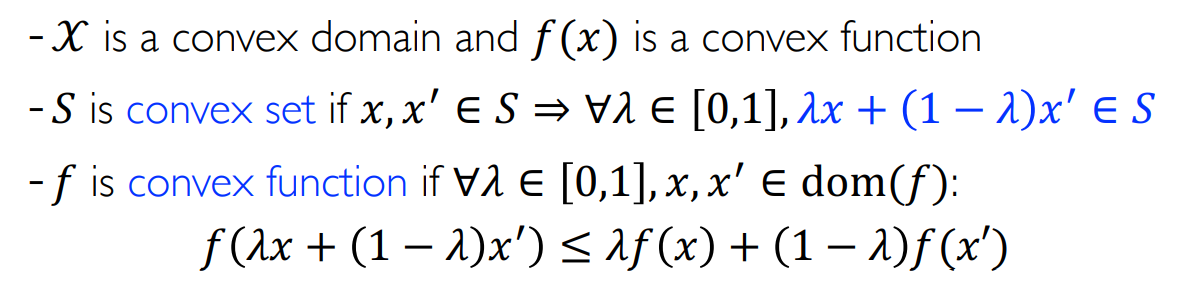 - 𝒳 is a convex domain and f(x) is a convex function
- S is convex set if x, x′ ∈ S ⇒ ∀λ ∈ [0,1], λx + (1 − λ)x′ ∈ S
- f is convex function if ∀λ ∈ [0,1], x, x′ ∈ dom(f):
f(λx + (1 − λ)x′) ≤ λf(x) + (1 − λ)f(x′)